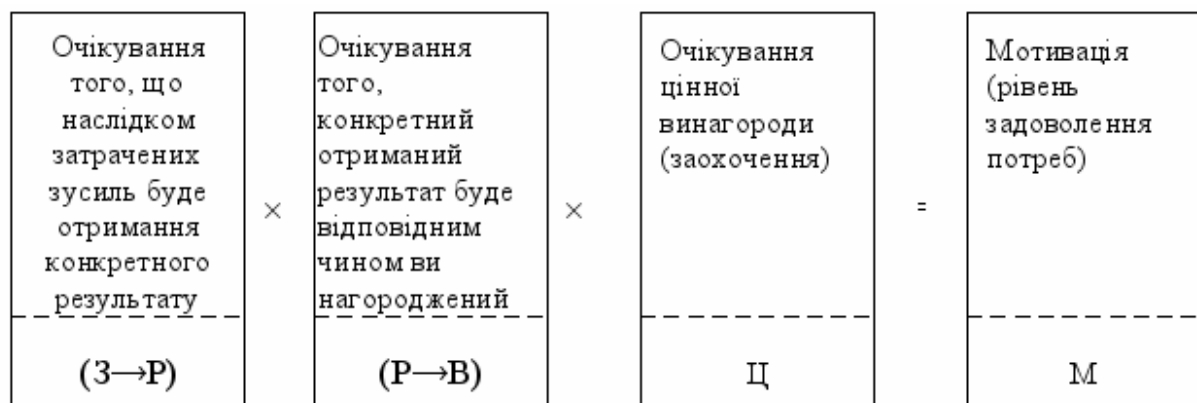 Очікування
того, що
наслідком
затрачених
зусиль буде
отримання
конкретного
результату
(З→Р)
×
Очікування
того,
конкретний
отриманий
результат буде
відповідним
чином ви
нагороджений
(Р→В)
×
Очікування
цінної
винагороди
(заохочення)
Ц
=
Мотивація
(рівень
задоволення
потреб)
М